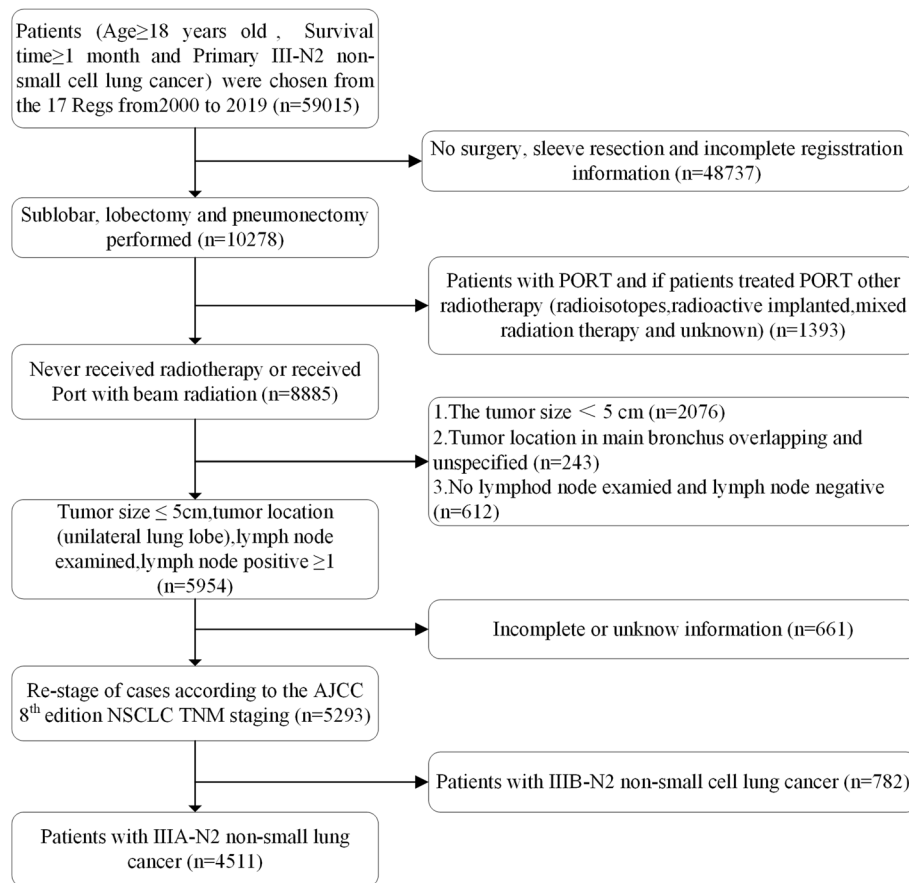 Patients (Age≥18 years old , Survival
time≥1 month and Primary III-N2 non-
small cell lung cancer) were chosen from
the 17 Regs from2000 to 2019 (n=59015)
No surgery, sleeve resection and incomplete regisstration
information (n=48737)
Sublobar, lobectomy and pneumonectomy
performed (n=10278)
Patients with PORT and if patients treated PORT other
radiotherapy (radioisotopes,radioactive implanted,mixed
radiation therapy and unknown) (n=1393)
Never received radiotherapy or received
Port with beam radiation (n=8885)
1.The tumor size < 5 cm (n=2076)
2.Tumor location in main bronchus overlapping and
unspecified (n=243)
3.No lymphod node examied and lymph node negative
(n=612)
Tumor size ≤ 5cm,tumor location
(unilateral lung lobe),lymph node
examined,lymph node positive ≥1
(n=5954)
Incomplete or unknow information (n=661)
Re-stage of cases according to the AJCC
8th edition NSCLC TNM staging (n=5293)
Patients with IIIB-N2 non-small cell lung cancer (n=782)
Patients with IIIA-N2 non-small lung
cancer (n=4511)